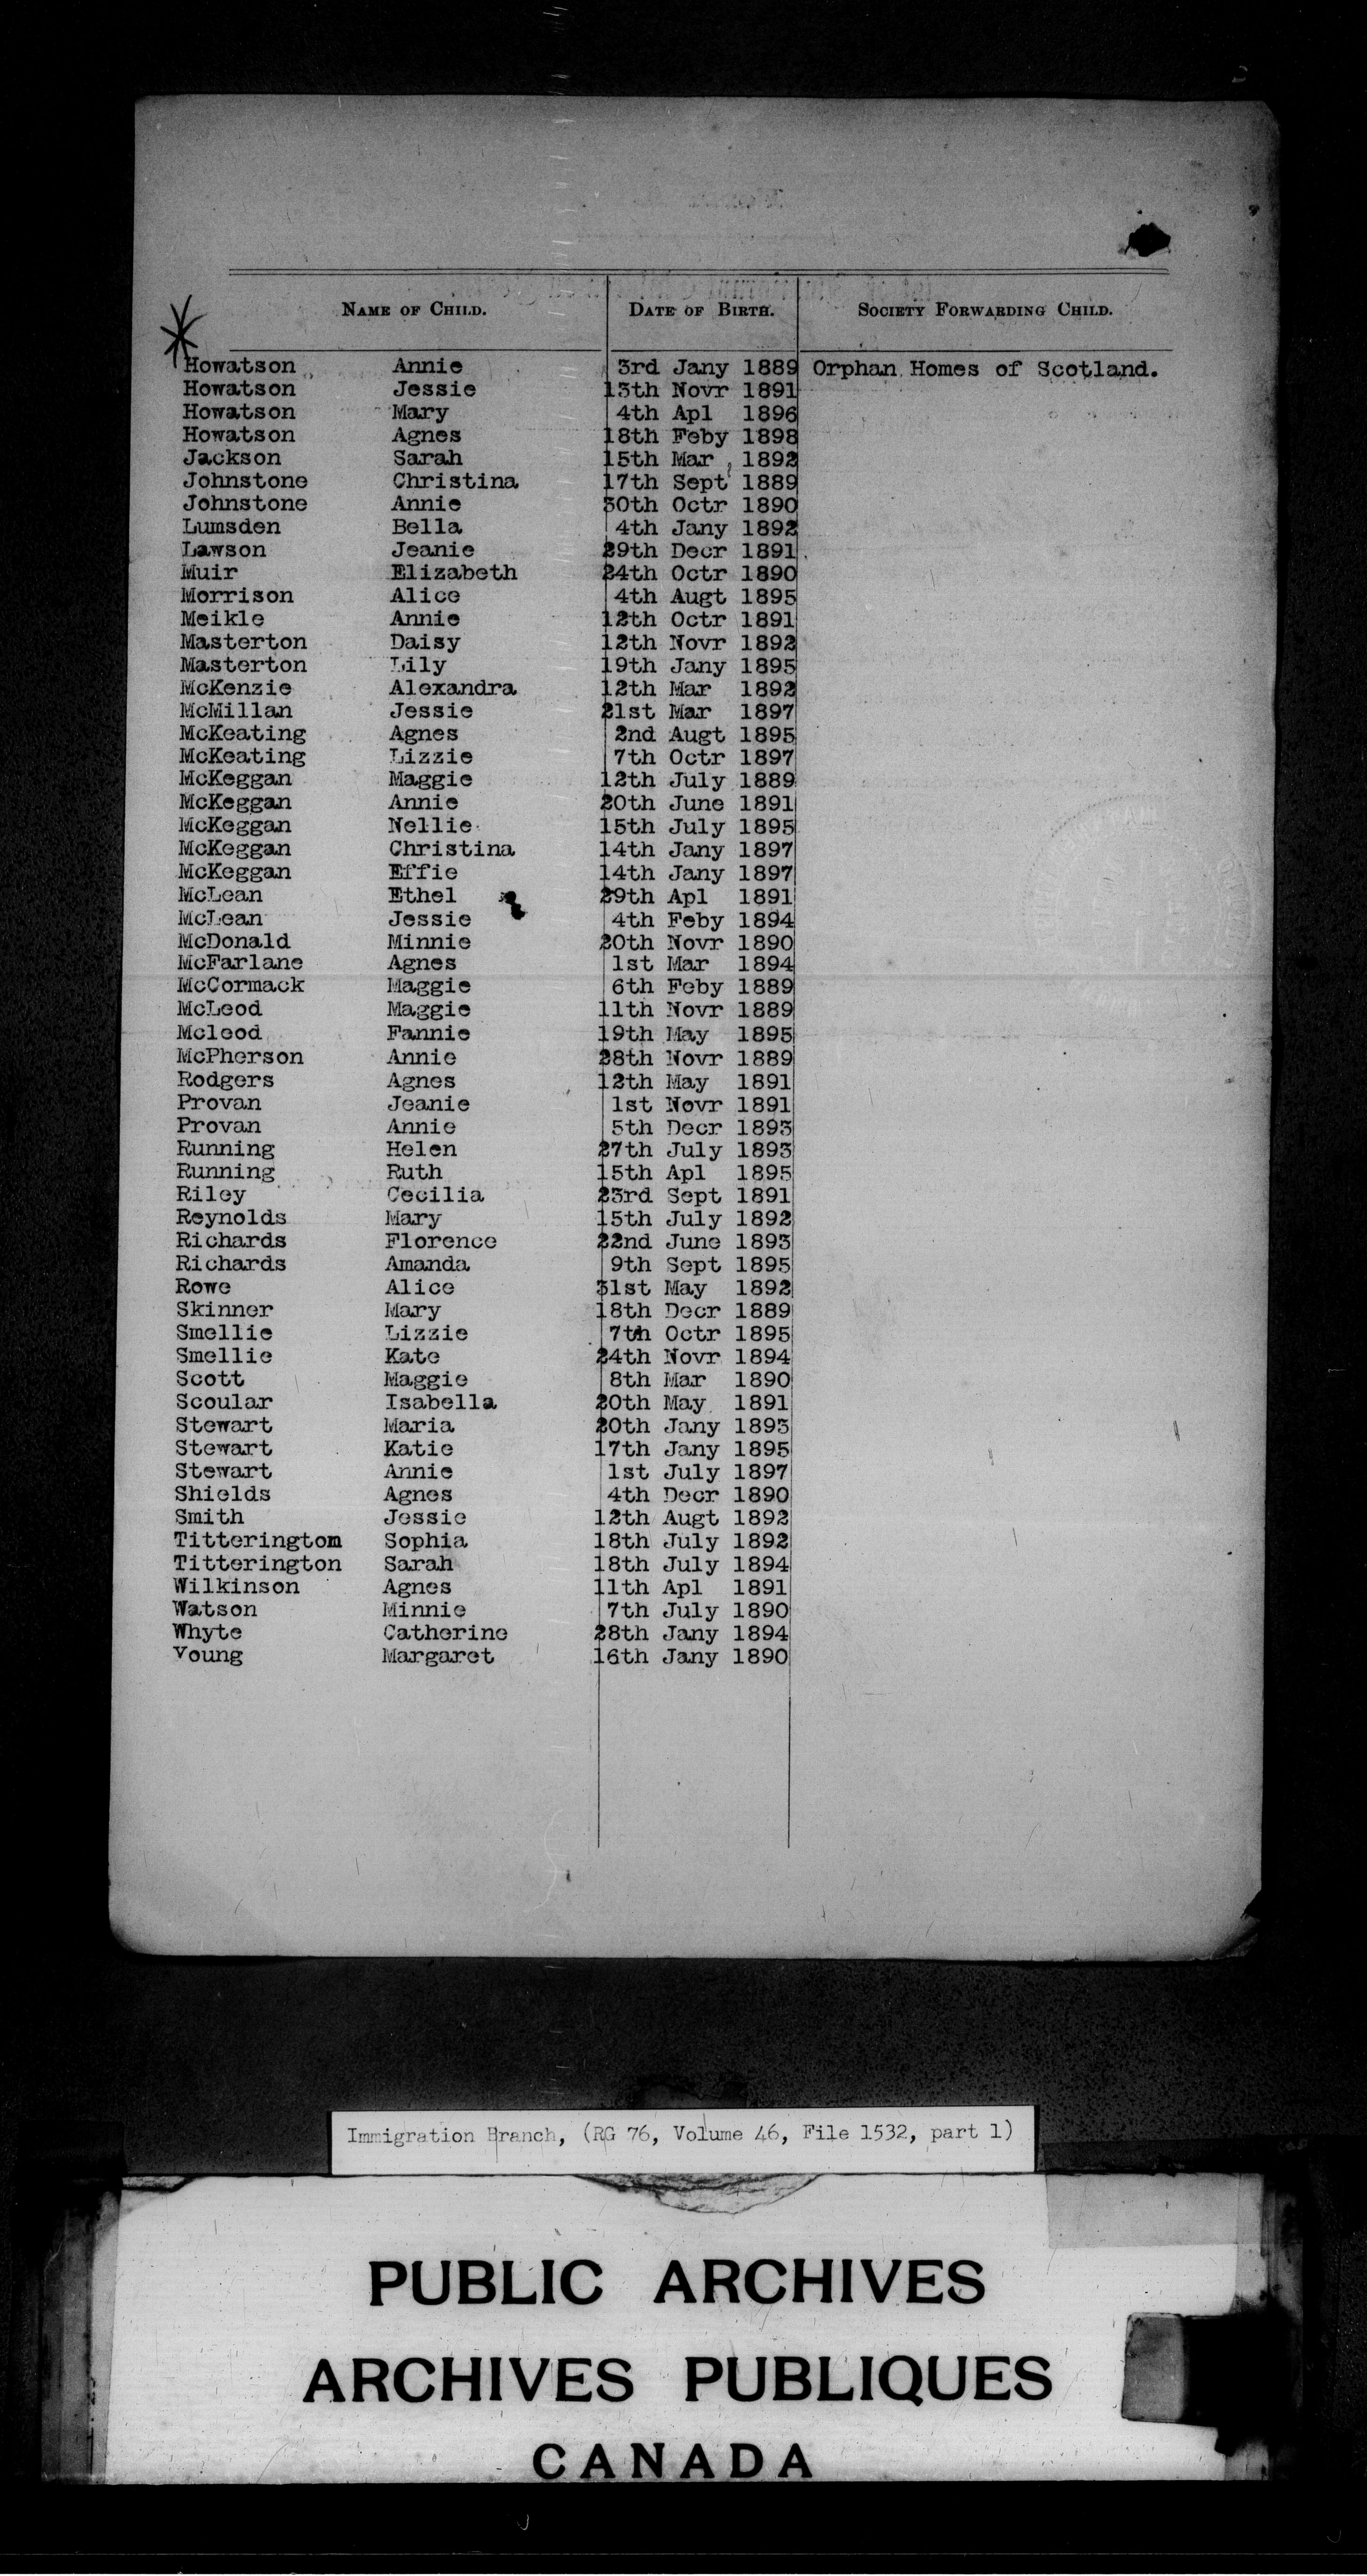 NAME OF CHILD. DATE OF BIRTH. SOCIETY FORWARDING CHILD.
Howatson Annie 3rd Jany 1889 Orphan Homes of Scotland.
Howatson Jessie 13th Novr 1891
Howatson Mary 4th Apl 1896
Howatson Agnes 18th Feby 1898
Jackson Sarah 15th Mar 1892
Johnstone Christina 17th Sept 1889
Johnstone Annie 30th Octr 1890
Lumsden Bella 4th Jany 1892
Lawson Jeanie 29th Decr 1891
Muir Elizabeth 24th Octr 1890
Morrison Alice 4th Augt 1895
Meikle Annie 12th Octr 1891
Masterton Daisy 12th Novr 1892
Masterton Lily 19th Jany 1895
McKenzie Alexandra 12th Mar 1892
McMillan Jessie 21st Mar 1897
McKeating Agnes 2nd Augt 1895
McKeating Lizzie 7th Octr 1897
McKeggan Maggie 12th July 1889
McKeggan Annie 20th June 1891
McKeggan Nellie 15th July 1895
McKeggan Christina 14th Jany 1897
McKeggan Effie 14th Jany 1897
McLean Ethel 29th Apl 1891
McLean Jessie 4th Feby 1894
McDonald Minnie 20th Novr 1890
McFarlane Agnes 1st Mar 1894
McCormack Maggie 6th Feby 1889
McLeod Maggie 11th Novr 1889
Mcleod Fannie 19th May 1895
McPherson Annie 28th Novr 1889
Rodgers Agnes 12th May 1891
Provan Jeanie 1st Novr 1891
Provan Annie 5th Decr 1893
Running Helen 27th July 1893
Running Ruth 15th Apl 1895
Riley Cecilia 23rd Sept 1891
Reynolds Mary 15th July 1892
Richards Florence 22nd June 1893
Richards Amanda 9th Sept 1895
Rowe Alice 31st May 1892
Skinner Mary 18th Decr 1889
Smellie Lizzie 7th Octr 1895
Smellie Kate 24th Novr 1894
Scott Maggie 8th Mar 1890
Scoular Isabella 20th May 1891
Stewart Maria 20th Jany 1893
Stewart Katie 17th Jany 1895
Stewart Annie 1st July 1897
Shields Agnes 4th Decr 1890
Smith Jessie 12th Augt 1892
Titterington Sophia 18th July 1892
Titterington Sarah 18th July 1894
Wilkinson Agnes 11th Apl 1891
Watson Minnie 7th July 1890
Whyte Catherine 28th Jany 1894
Young Margaret 16th Jany 1890
Immigration Branch, (RG 76, Volume 46, File 1532, part 1)
PUBLIC ARCHIVES
ARCHIVES PUBLIQUES
CANADA